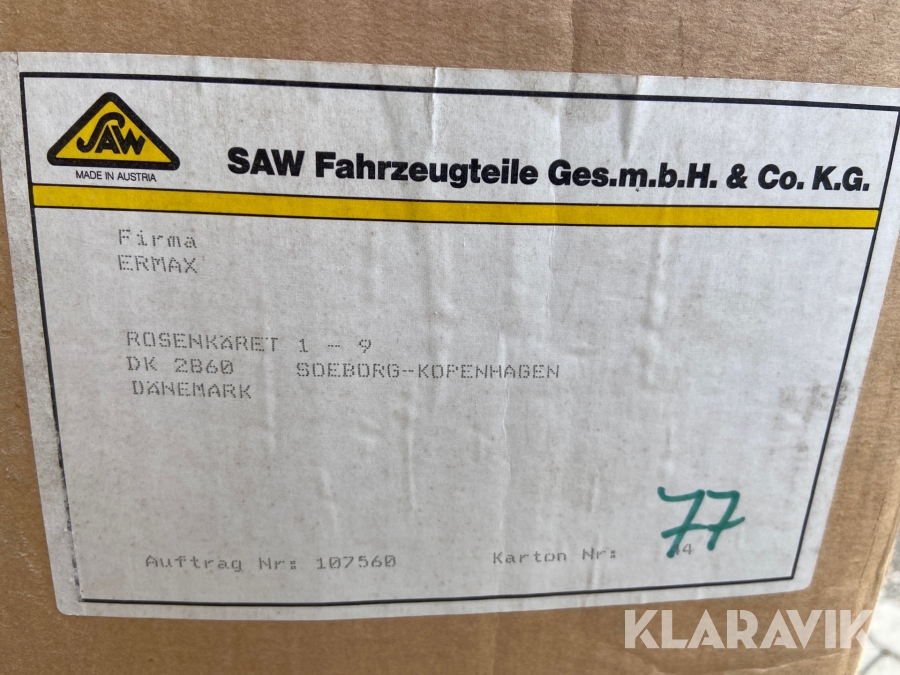 SAW
MADE IN AUSTRIA
SAW Fahrzeugteile Ges.m.b.H. & Co. K.G.
Firma
ERMAX
ROSENKÄRET 1 - 9
DK 2860 SOEBORG-KOPENHAGEN
DÄNEMARK
77
Auftrag Nr: 107560 Karton Nr: 44
KLARAVIK